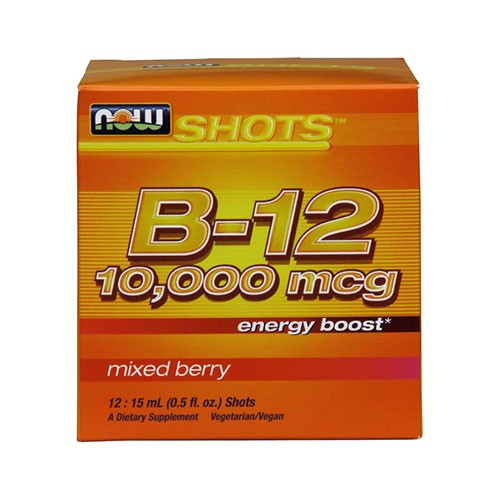 now SHOTS™
B-12
10,000 mcg
energy boost*
mixed berry
12 : 15 mL (0.5 fl. oz.) Shots
A Dietary Supplement Vegetarian/Vegan